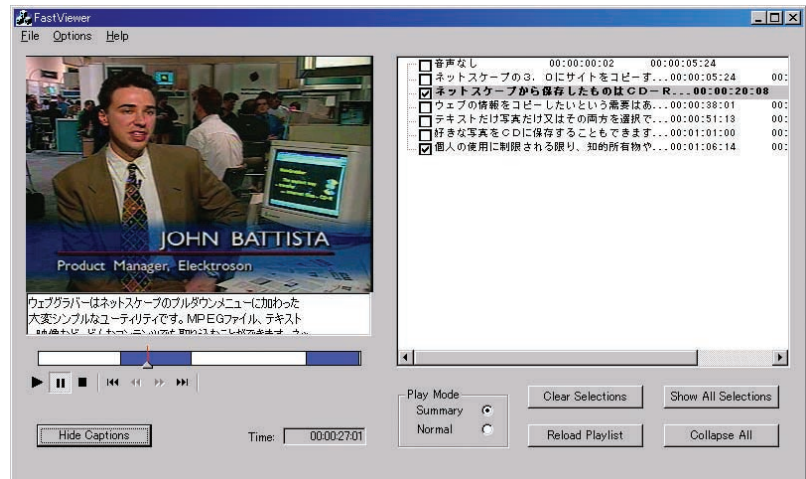 FastViewer
File Options Help
JOHN BATTISTA
Product Manager, Elecktroson
ウェブグラバーはネットスケープのプルダウンメニューに加わった
大変シンプルなユーティリティです。MPEGファイル、テキスト
Hide Captions
Time: 00:00:27:01
音声なし 00:00:00:02 00:00:05:24
ネットスケープの3．0にサイトをコピーす...00:00:05:24 00:
ネットスケープから保存したものはCD－R...00:00:20:08
ウェブの情報をコピーしたいという需要はあ...00:00:38:01 00:
テキストだけ写真だけ又はその両方を選択で...00:00:51:13 00:
好きな写真をCDに保存することもできます...00:01:01:00 00:
個人の使用に制限される限り、知的所有物や...00:01:06:14 00:
Play Mode
Summary
Normal
Clear Selections
Show All Selections
Reload Playlist
Collapse All